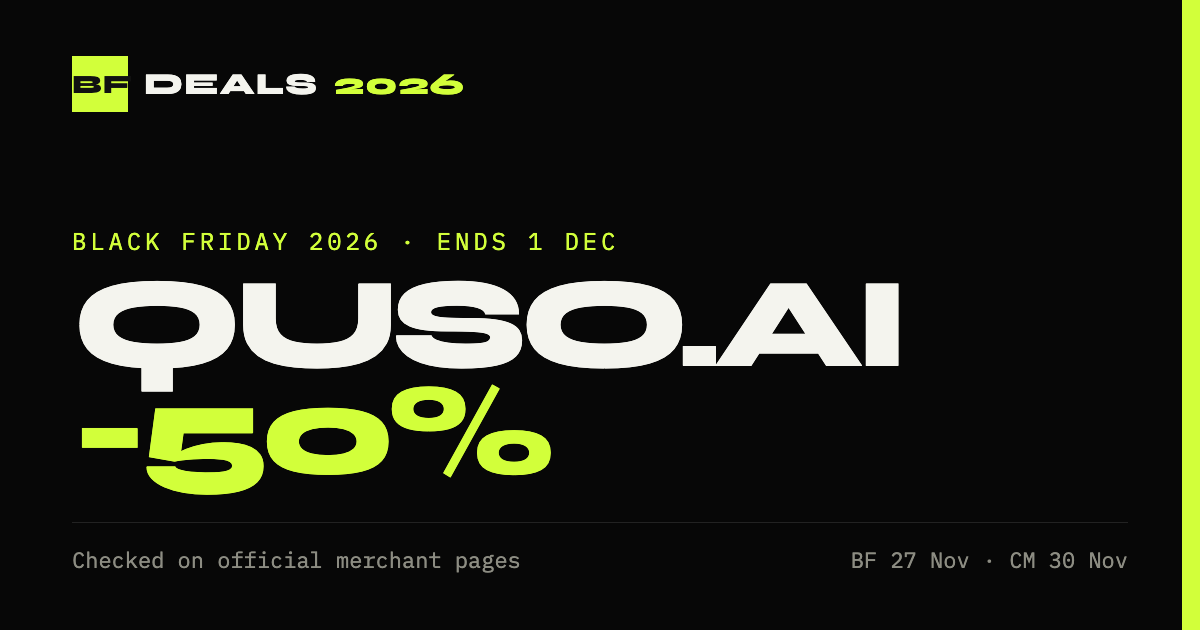 BF DEALS 2026
BLACK FRIDAY 2026 · ENDS 1 DEC
QUSO.AI
-50%
Checked on official merchant pages
BF 27 Nov · CM 30 Nov